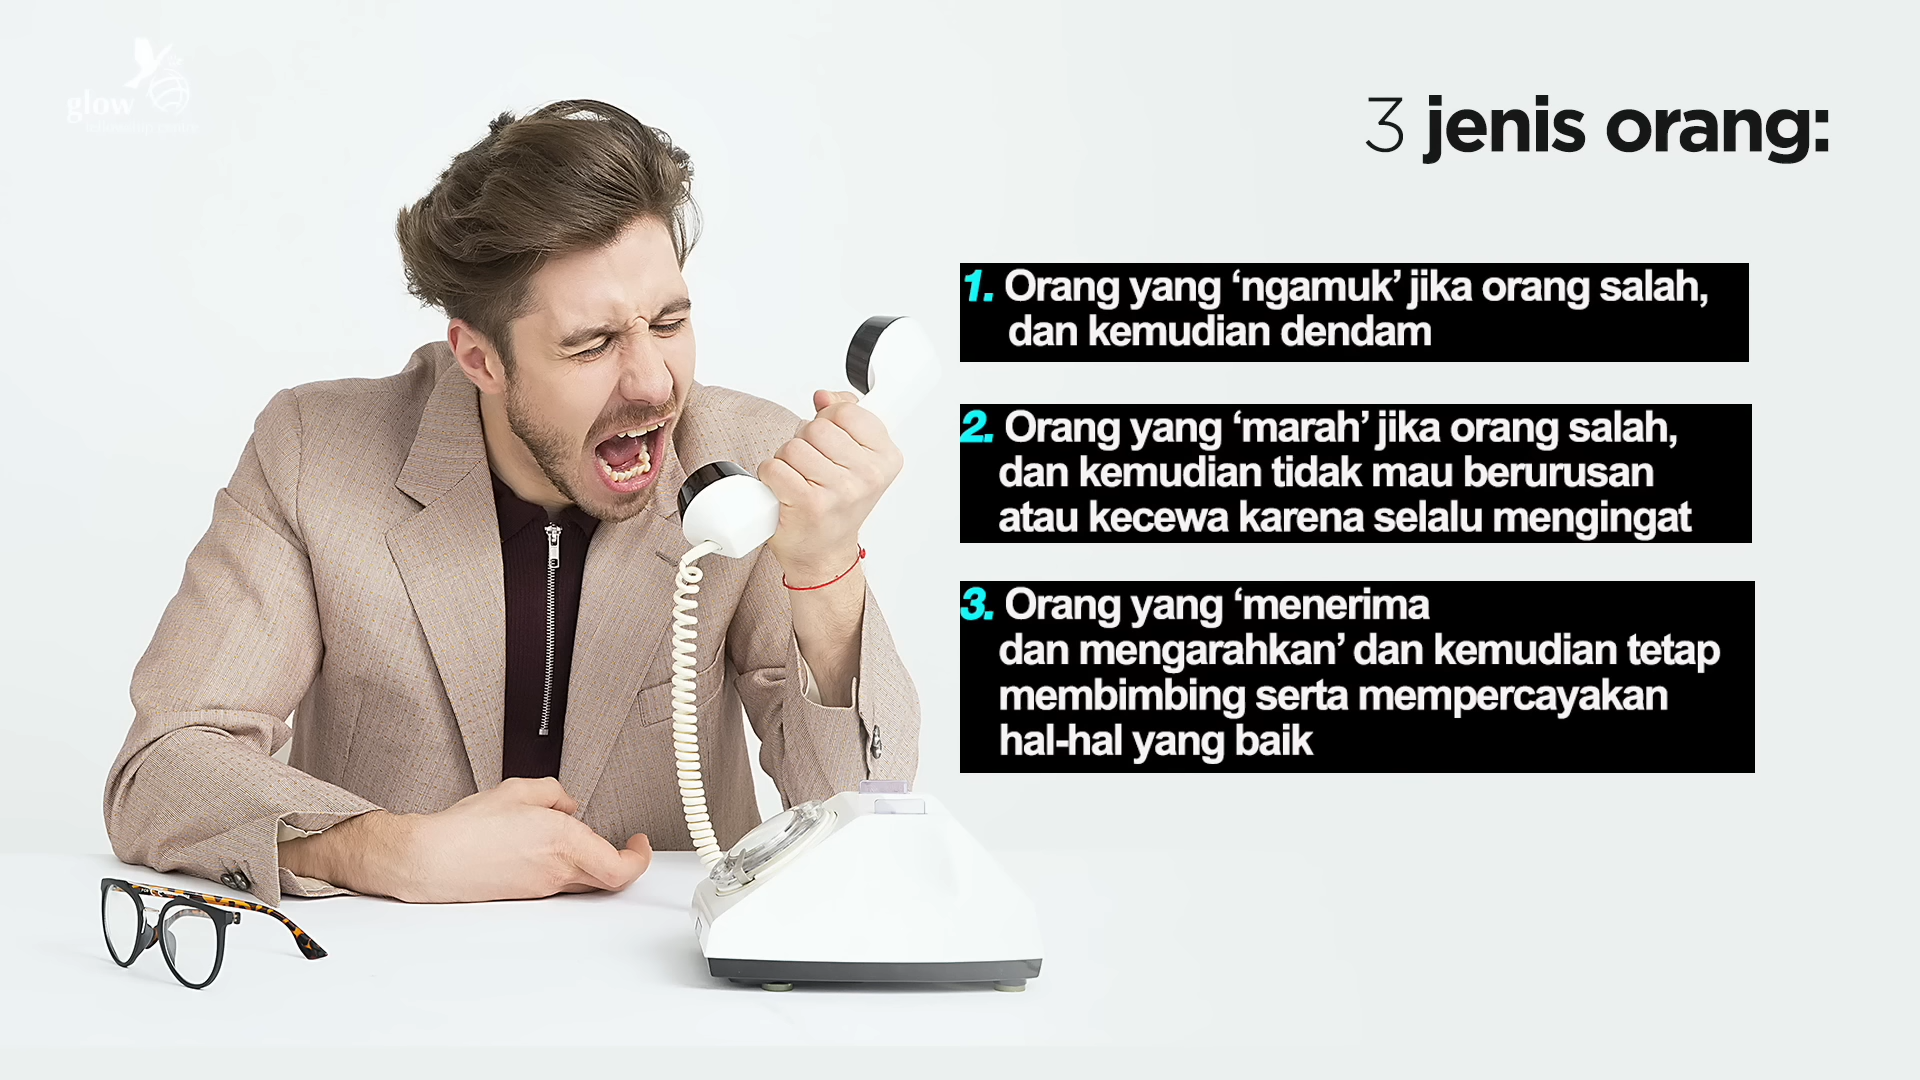 glow
fellowship centre
3 jenis orang:
1. Orang yang ‘ngamuk’ jika orang salah,
dan kemudian dendam
2. Orang yang ‘marah’ jika orang salah,
dan kemudian tidak mau berurusan
atau kecewa karena selalu mengingat
3. Orang yang ‘menerima
dan mengarahkan’ dan kemudian tetap
membimbing serta mempercayakan
hal-hal yang baik